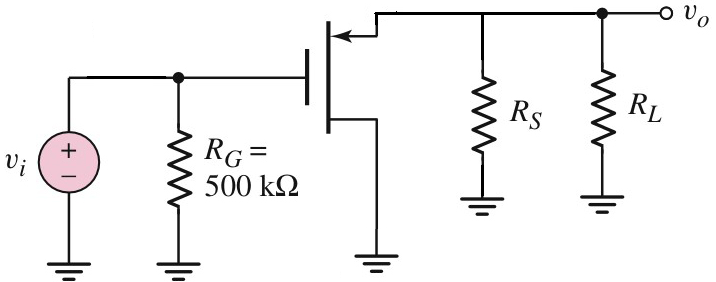 v_o
R_S
R_L
v_i
+
−
R_G =
500 kΩ